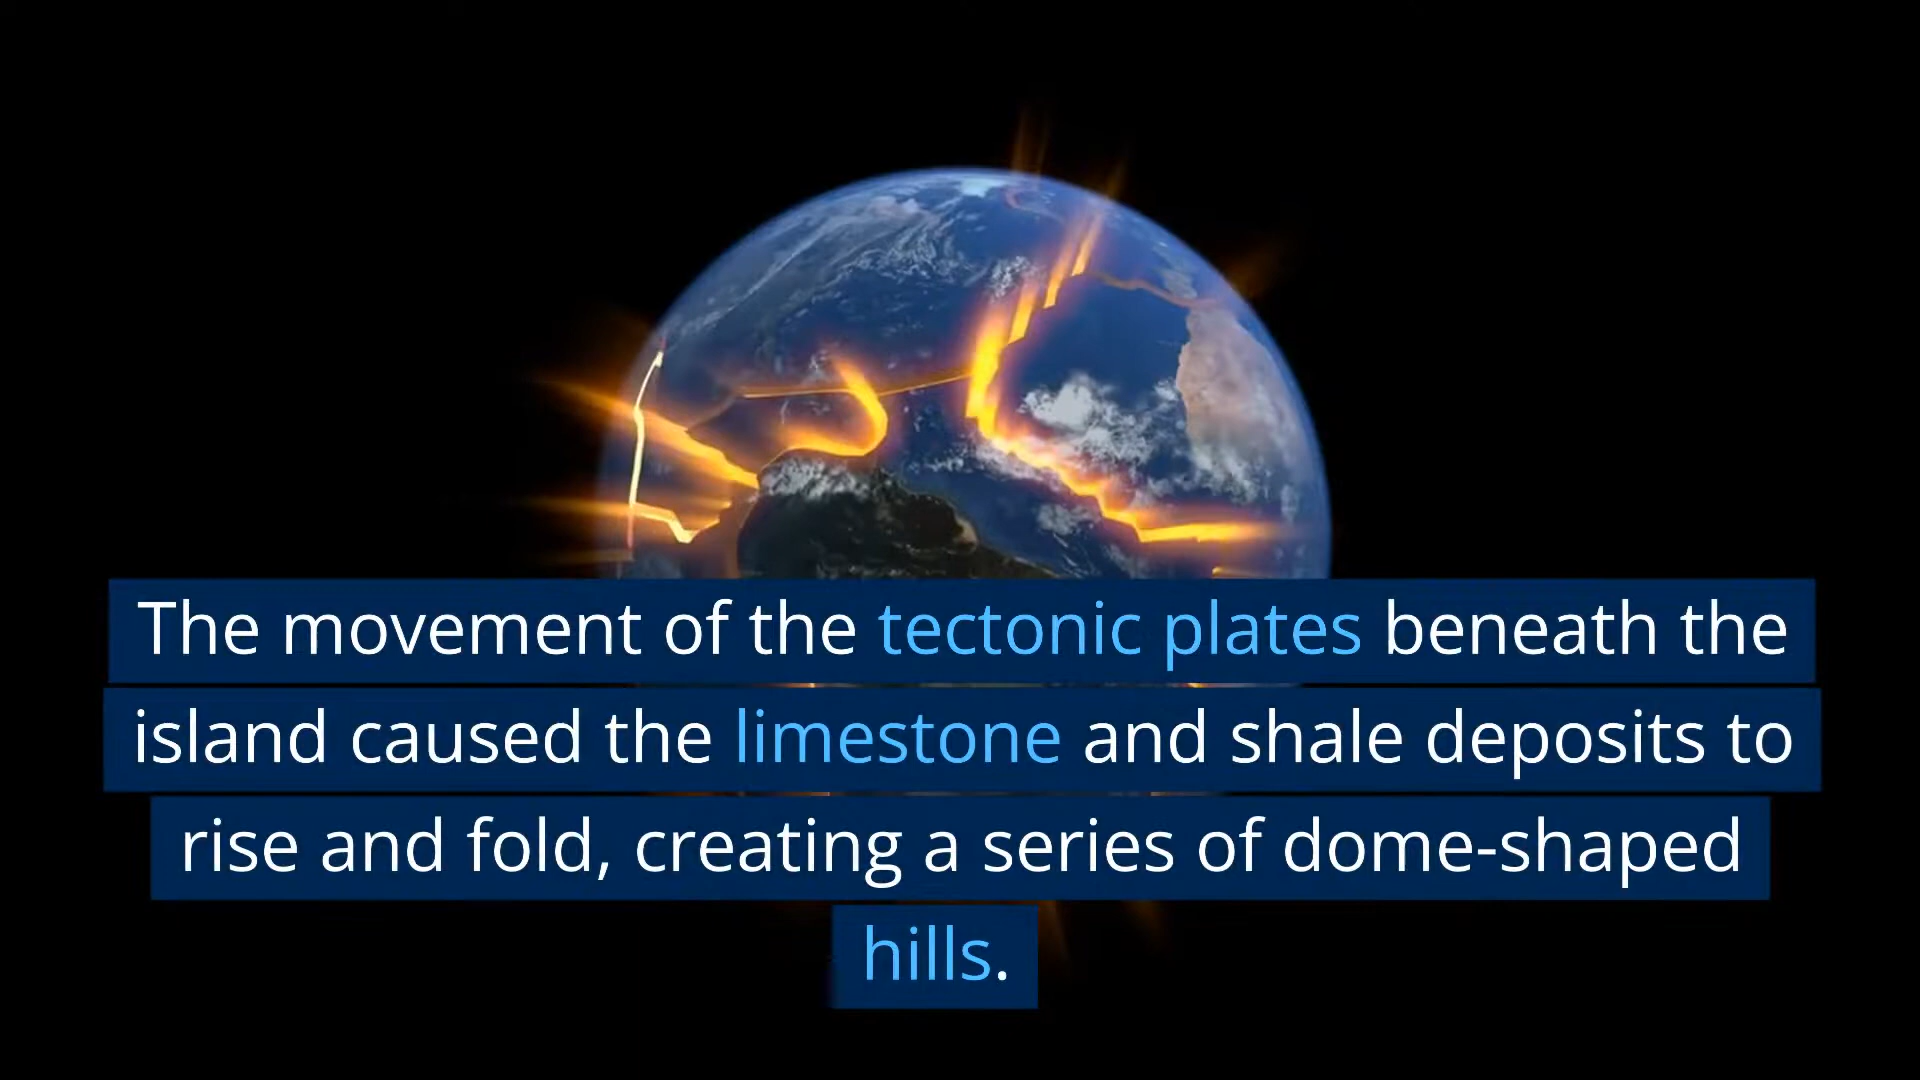 The movement of the tectonic plates beneath the
island caused the limestone and shale deposits to
rise and fold, creating a series of dome-shaped
hills.